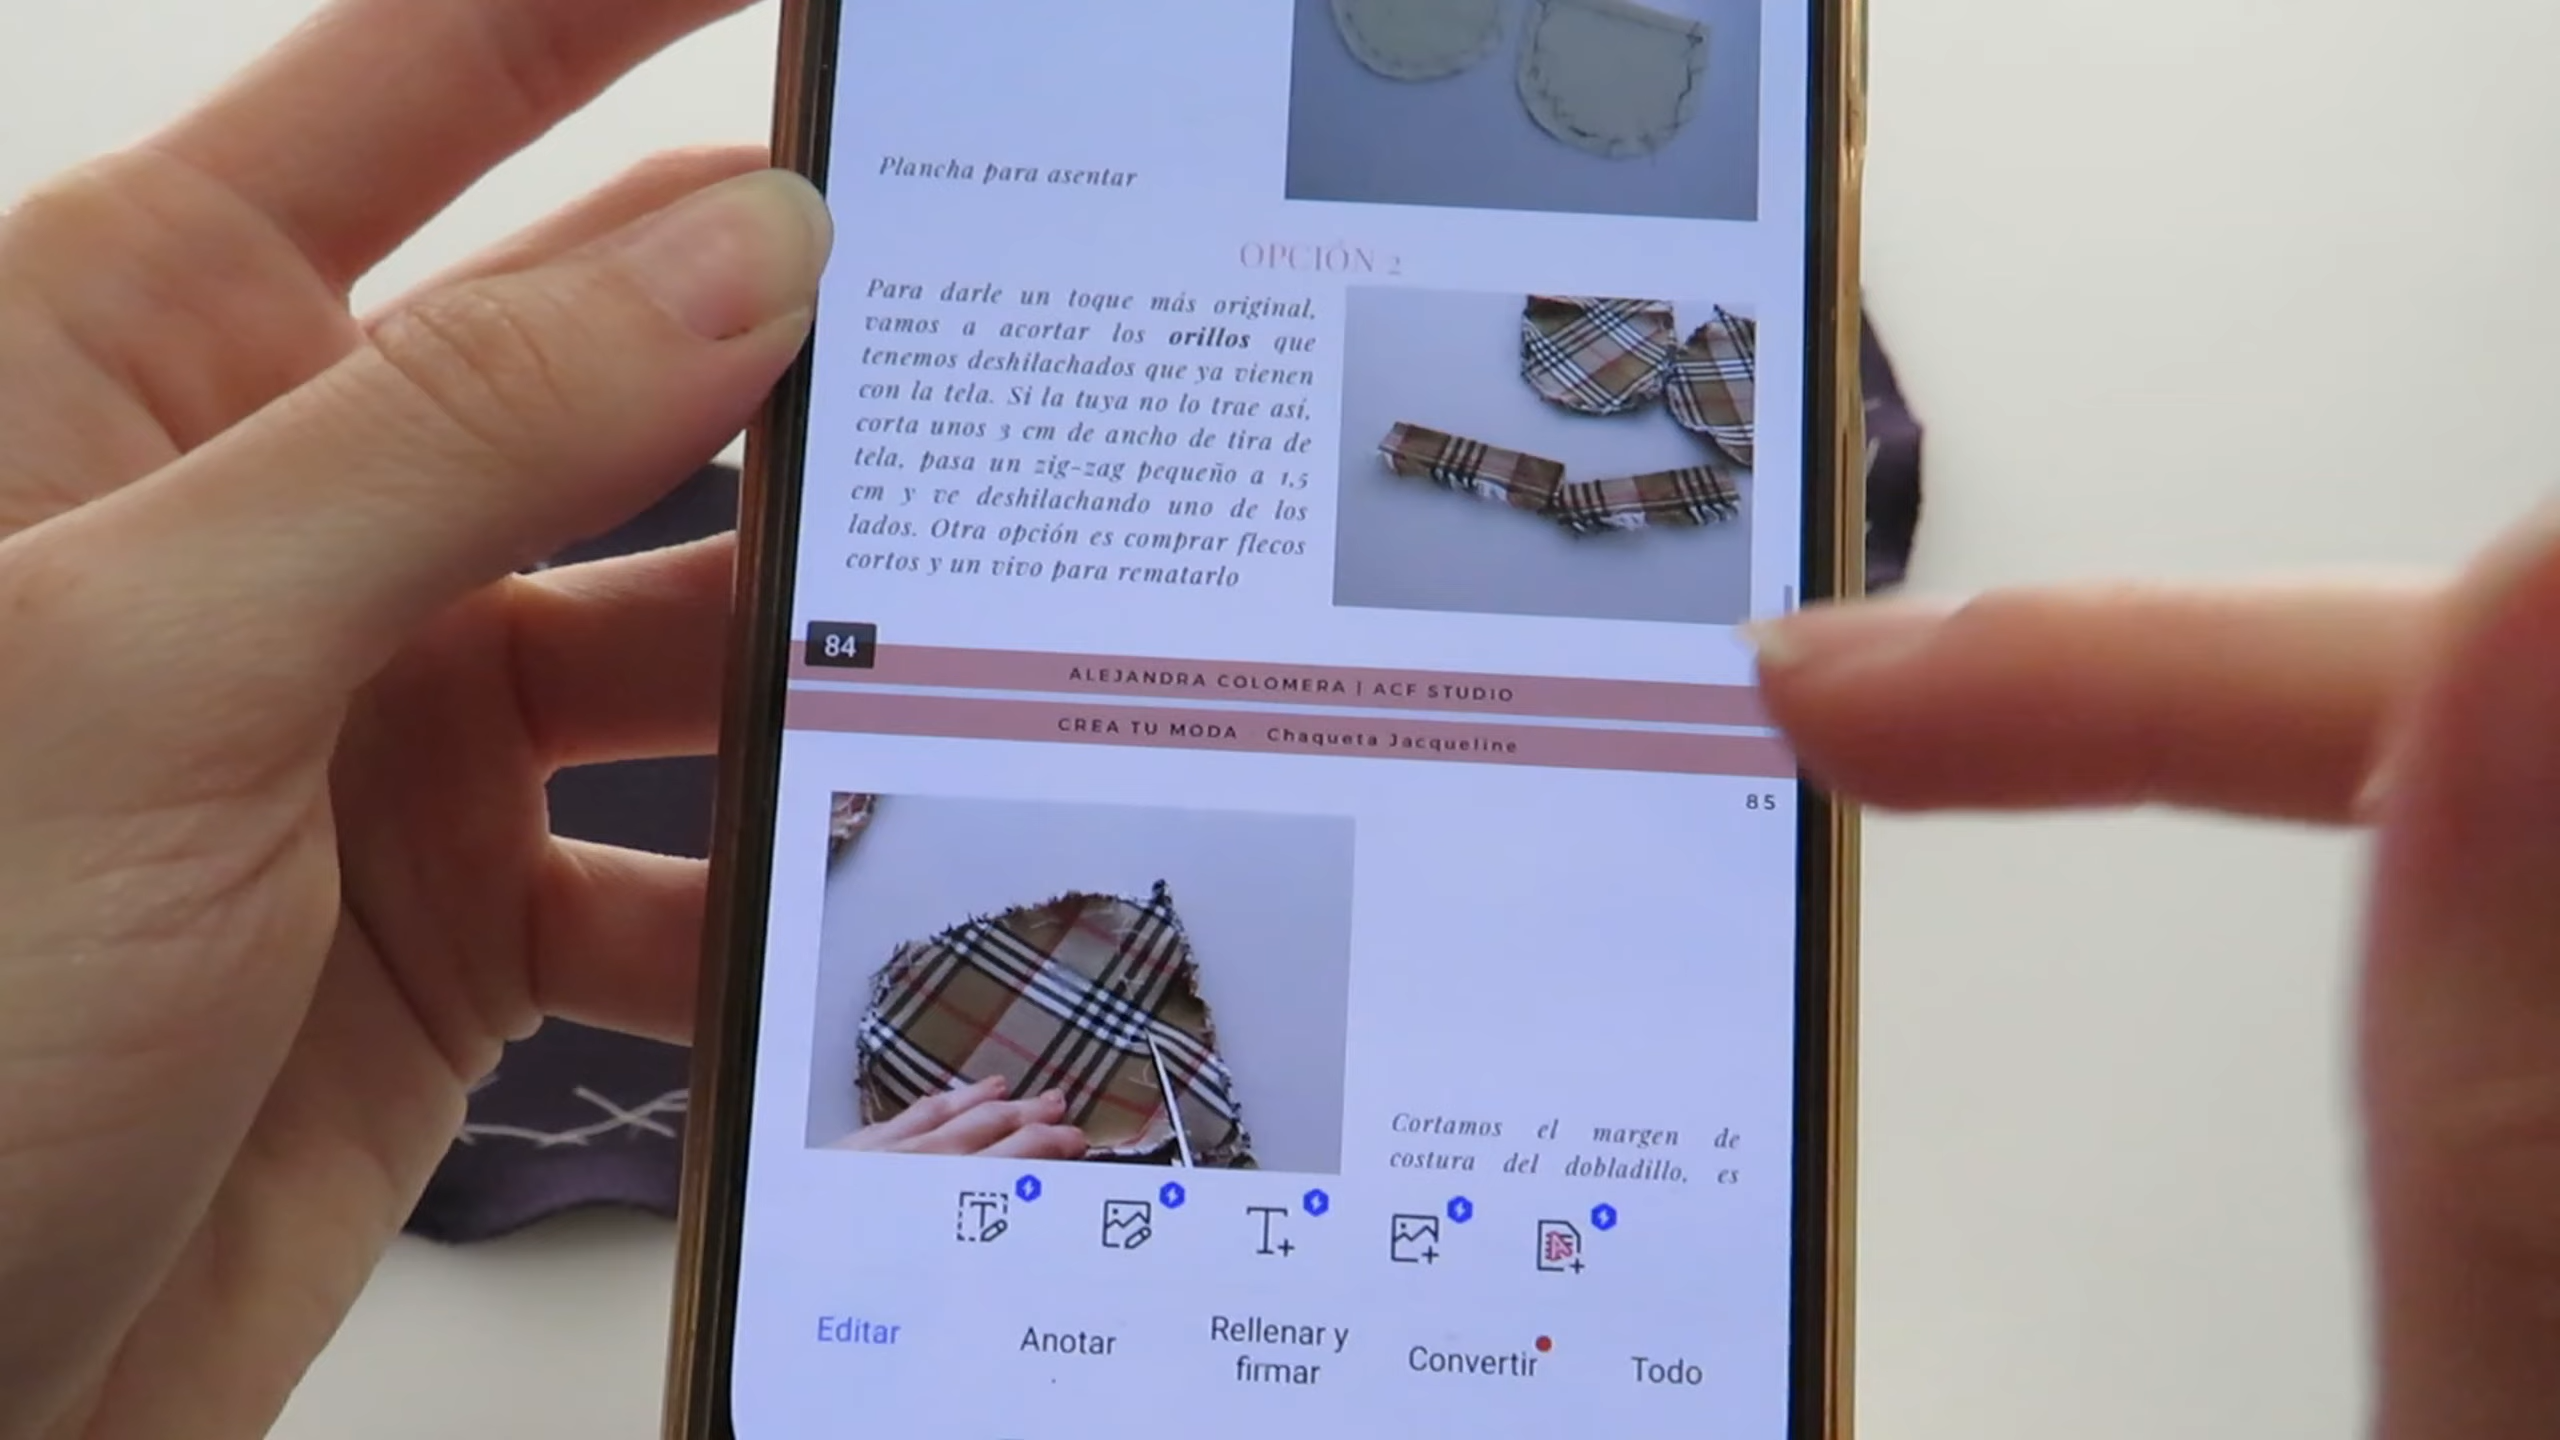 Plancha para asentar
OPCIÓN 2
Para darle un toque más original,
vamos a acortar los orillos que
tenemos deshilachados que ya vienen
con la tela. Si la tuya no lo trae así,
corta unos 3 cm de ancho de tira de
tela, pasa un zig-zag pequeño a 1,5
cm y ve deshilachando uno de los
lados. Otra opción es comprar flecos
cortos y un vivo para rematarlo
84
ALEJANDRA COLOMERA | ACF STUDIO
CREA TU MODA Chaqueta Jacqueline
85
Cortamos el margen de
costura del dobladillo, es
Editar
Anotar
Rellenar y
firmar
Convertir
Todo